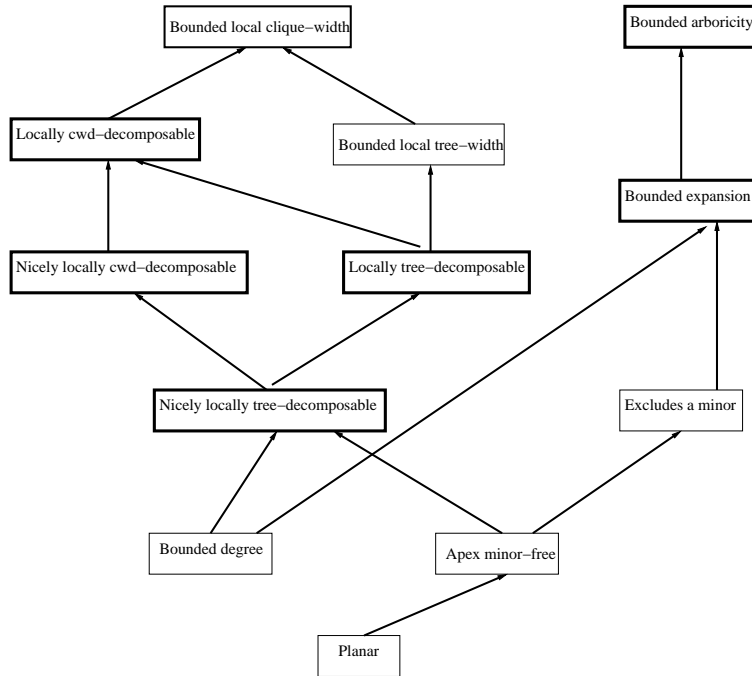 Bounded local clique−width
Bounded arboricity
Locally cwd−decomposable
Bounded local tree−width
Bounded expansion
Nicely locally cwd−decomposable
Locally tree−decomposable
Nicely locally tree−decomposable
Excludes a minor
Bounded degree
Apex minor−free
Planar